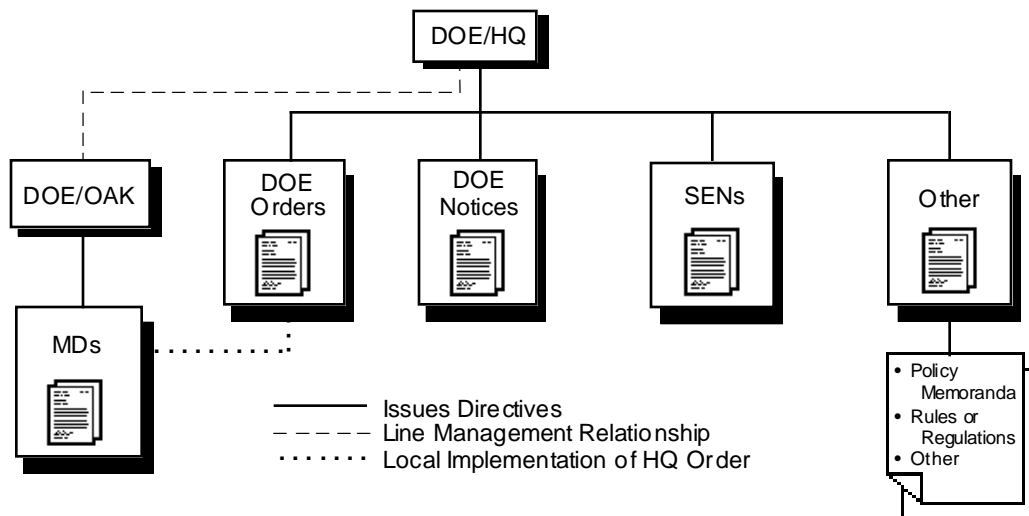 DOE/HQ
DOE/OAK
DOE
Orders
DOE
Notices
SENs
Other
MDs
• Policy
Memoranda
• Rules or
Regulations
• Other
Issues Directives
Line Management Relationship
Local Implementation of HQ Order